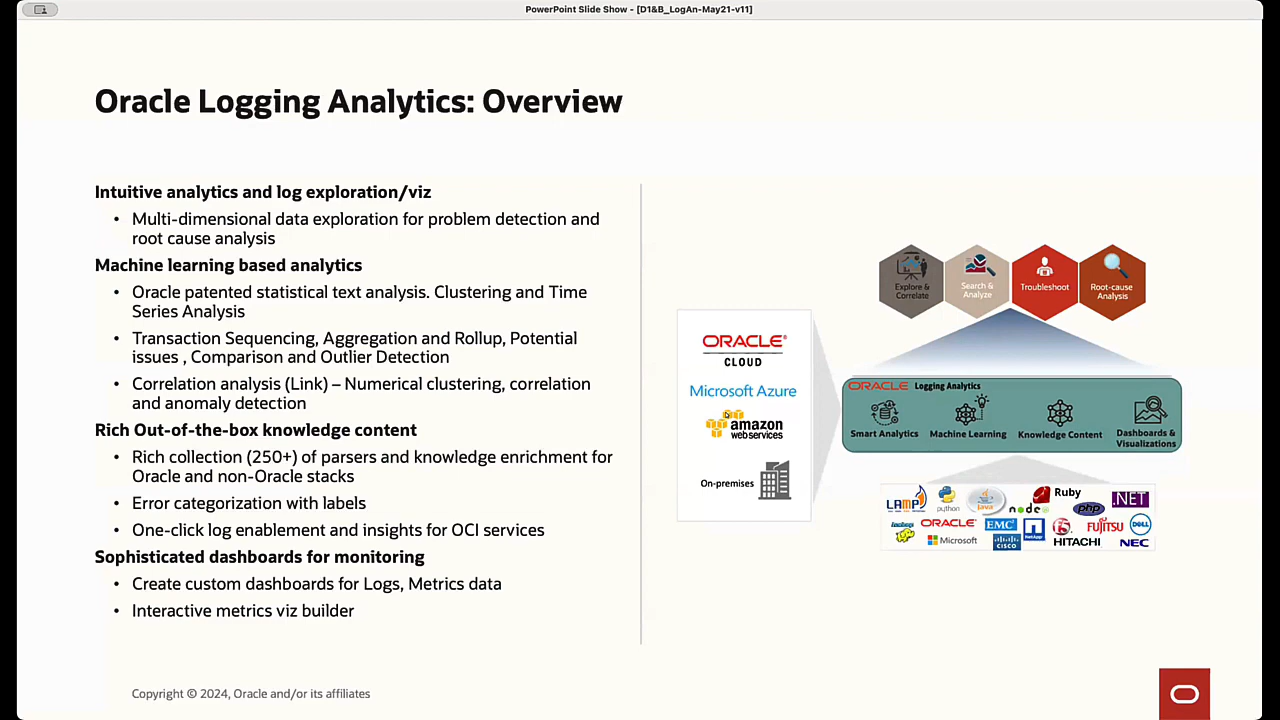 PowerPoint Slide Show - [D1&B_LogAn-May21-v11]
Oracle Logging Analytics: Overview
Intuitive analytics and log exploration/viz
• Multi-dimensional data exploration for problem detection and
root cause analysis
Machine learning based analytics
• Oracle patented statistical text analysis. Clustering and Time
Series Analysis
• Transaction Sequencing, Aggregation and Rollup, Potential
issues , Comparison and Outlier Detection
• Correlation analysis (Link) – Numerical clustering, correlation
and anomaly detection
Rich Out-of-the-box knowledge content
• Rich collection (250+) of parsers and knowledge enrichment for
Oracle and non-Oracle stacks
• Error categorization with labels
• One-click log enablement and insights for OCI services
Sophisticated dashboards for monitoring
• Create custom dashboards for Logs, Metrics data
• Interactive metrics viz builder
ORACLE®
CLOUD
Microsoft Azure
amazon
webservices
On-premises
Explore &
Correlate
Search &
Analyze
Troubleshoot
Root-cause
Analysis
ORACLE Logging Analytics
Smart Analytics
Machine Learning
Knowledge Content
Dashboards &
Visualizations
LAMP
python
Java
node
Ruby
php
.NET
hadoop
ORACLE
Microsoft
EMC²
CISCO
NetApp
F5
FUJITSU
HITACHI
DELL
NEC
Copyright © 2024, Oracle and/or its affiliates